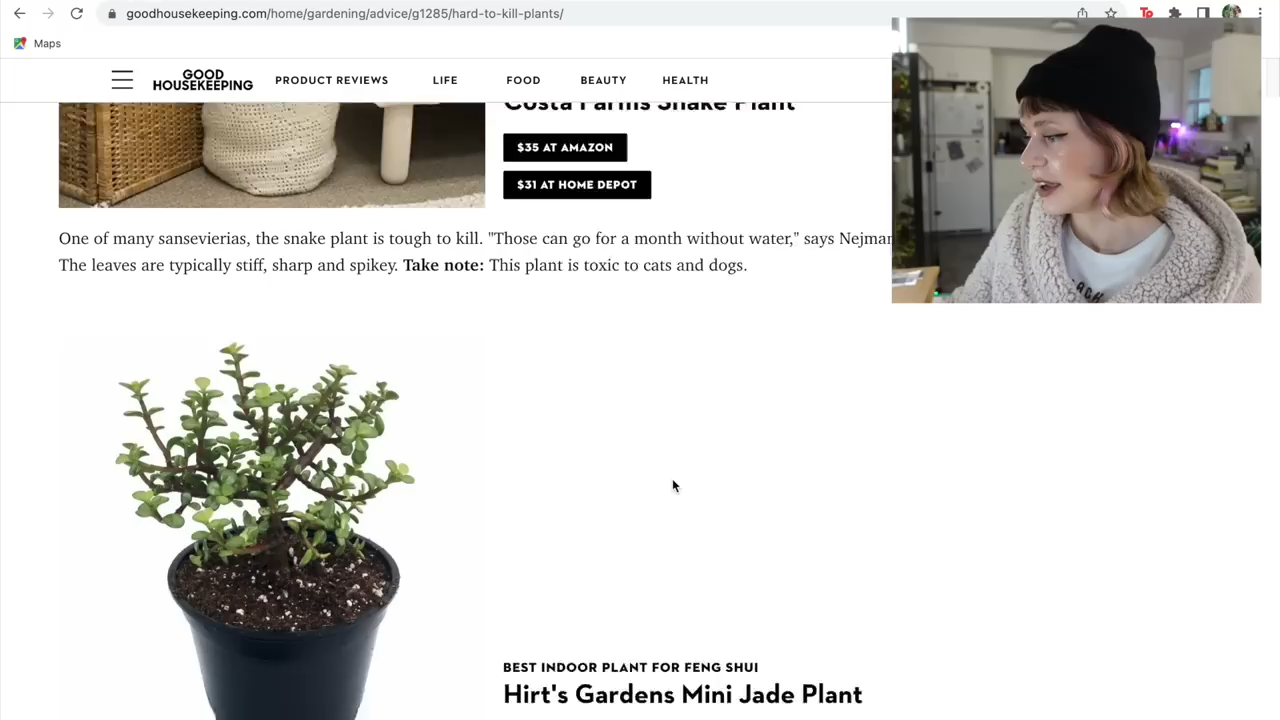 goodhousekeeping.com/home/gardening/advice/g1285/hard-to-kill-plants/
Maps
GOOD
HOUSEKEEPING
PRODUCT REVIEWS LIFE FOOD BEAUTY HEALTH
Costa Farms Snake Plant
$35 AT AMAZON
$31 AT HOME DEPOT
One of many sansevierias, the snake plant is tough to kill. "Those can go for a month without water," says Nejman
The leaves are typically stiff, sharp and spikey. Take note: This plant is toxic to cats and dogs.
BEST INDOOR PLANT FOR FENG SHUI
Hirt's Gardens Mini Jade Plant